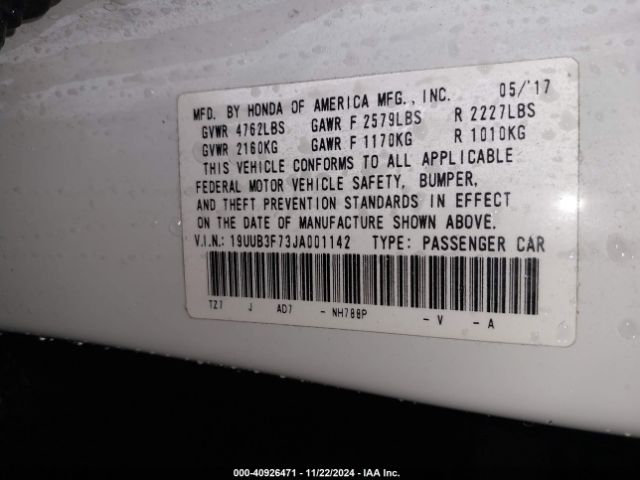 MFD. BY HONDA OF AMERICA MFG., INC. 05/'17
GVWR 4762LBS GAWR F 2579LBS R 2227LBS
GVWR 2160KG GAWR F 1170KG R 1010KG
THIS VEHICLE CONFORMS TO ALL APPLICABLE
FEDERAL MOTOR VEHICLE SAFETY, BUMPER,
AND THEFT PREVENTION STANDARDS IN EFFECT
ON THE DATE OF MANUFACTURE SHOWN ABOVE.
V.I.N.: 19UUB3F73JA001142 TYPE: PASSENGER CAR
TZ7 J AD7 - NH788P - V - A
000-40926471 - 11/22/2024 - IAA Inc.